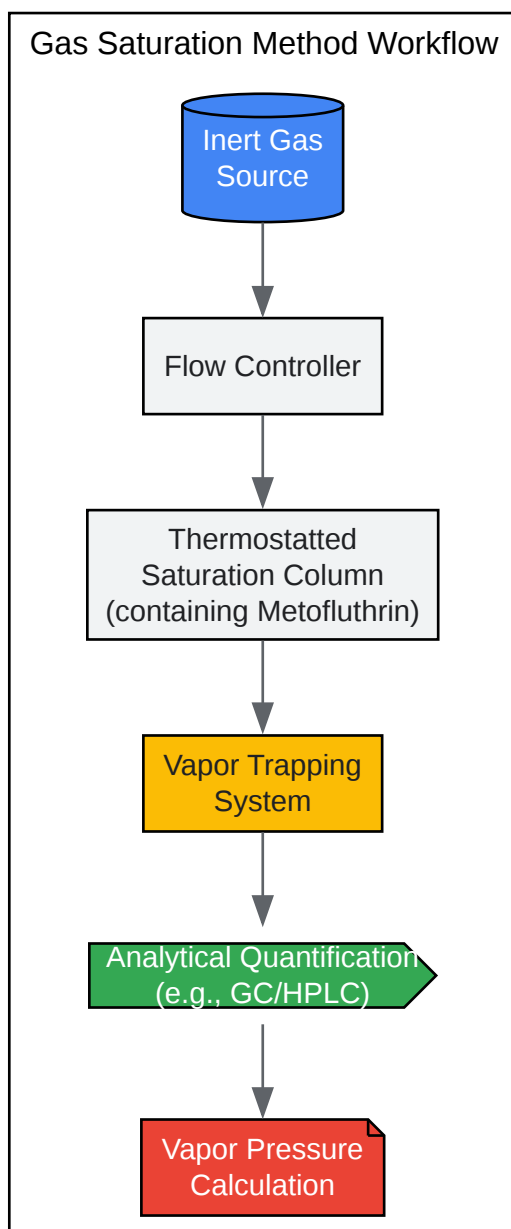 Gas Saturation Method Workflow
Inert Gas
Source
Flow Controller
Thermostatted
Saturation Column
(containing Metofluthrin)
Vapor Trapping
System
Analytical Quantification
(e.g., GC/HPLC)
Vapor Pressure
Calculation